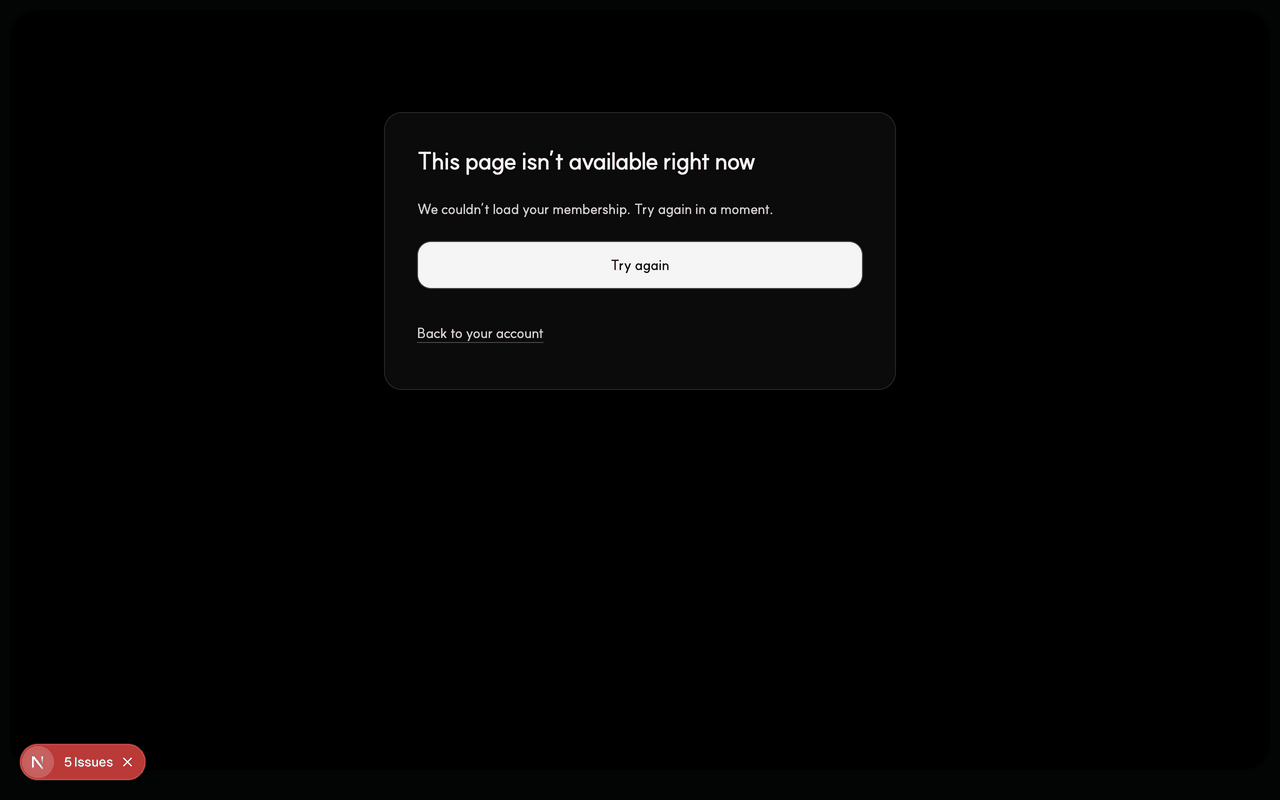 This page isn't available right now
We couldn't load your membership. Try again in a moment.
Try again
Back to your account
N 5 Issues